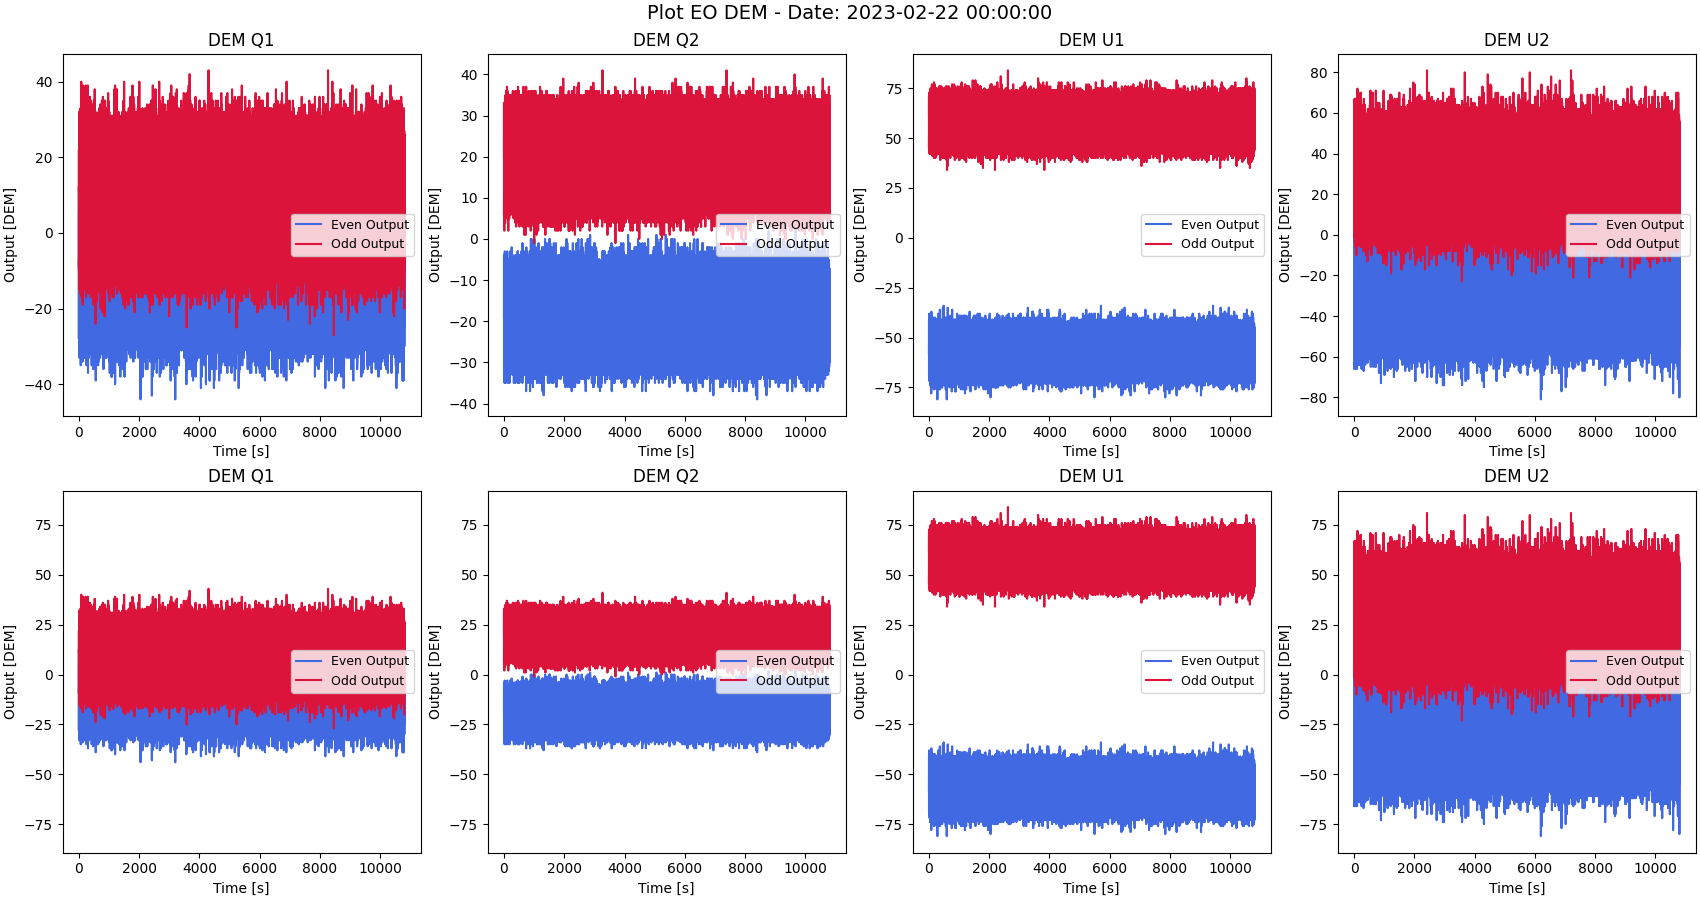 Plot EO DEM - Date: 2023-02-22 00:00:00
DEM Q1
Output [DEM]
40
20
0
−20
−40
0 2000 4000 6000 8000 10000
Time [s]
Even Output
Odd Output
DEM Q2
Output [DEM]
40
30
20
10
0
−10
−20
−30
−40
0 2000 4000 6000 8000 10000
Time [s]
Even Output
Odd Output
DEM U1
Output [DEM]
75
50
25
0
−25
−50
−75
0 2000 4000 6000 8000 10000
Time [s]
Even Output
Odd Output
DEM U2
Output [DEM]
80
60
40
20
0
−20
−40
−60
−80
0 2000 4000 6000 8000 10000
Time [s]
Even Output
Odd Output
DEM Q1
Output [DEM]
75
50
25
0
−25
−50
−75
0 2000 4000 6000 8000 10000
Time [s]
Even Output
Odd Output
DEM Q2
Output [DEM]
75
50
25
0
−25
−50
−75
0 2000 4000 6000 8000 10000
Time [s]
Even Output
Odd Output
DEM U1
Output [DEM]
75
50
25
0
−25
−50
−75
0 2000 4000 6000 8000 10000
Time [s]
Even Output
Odd Output
DEM U2
Output [DEM]
75
50
25
0
−25
−50
−75
0 2000 4000 6000 8000 10000
Time [s]
Even Output
Odd Output